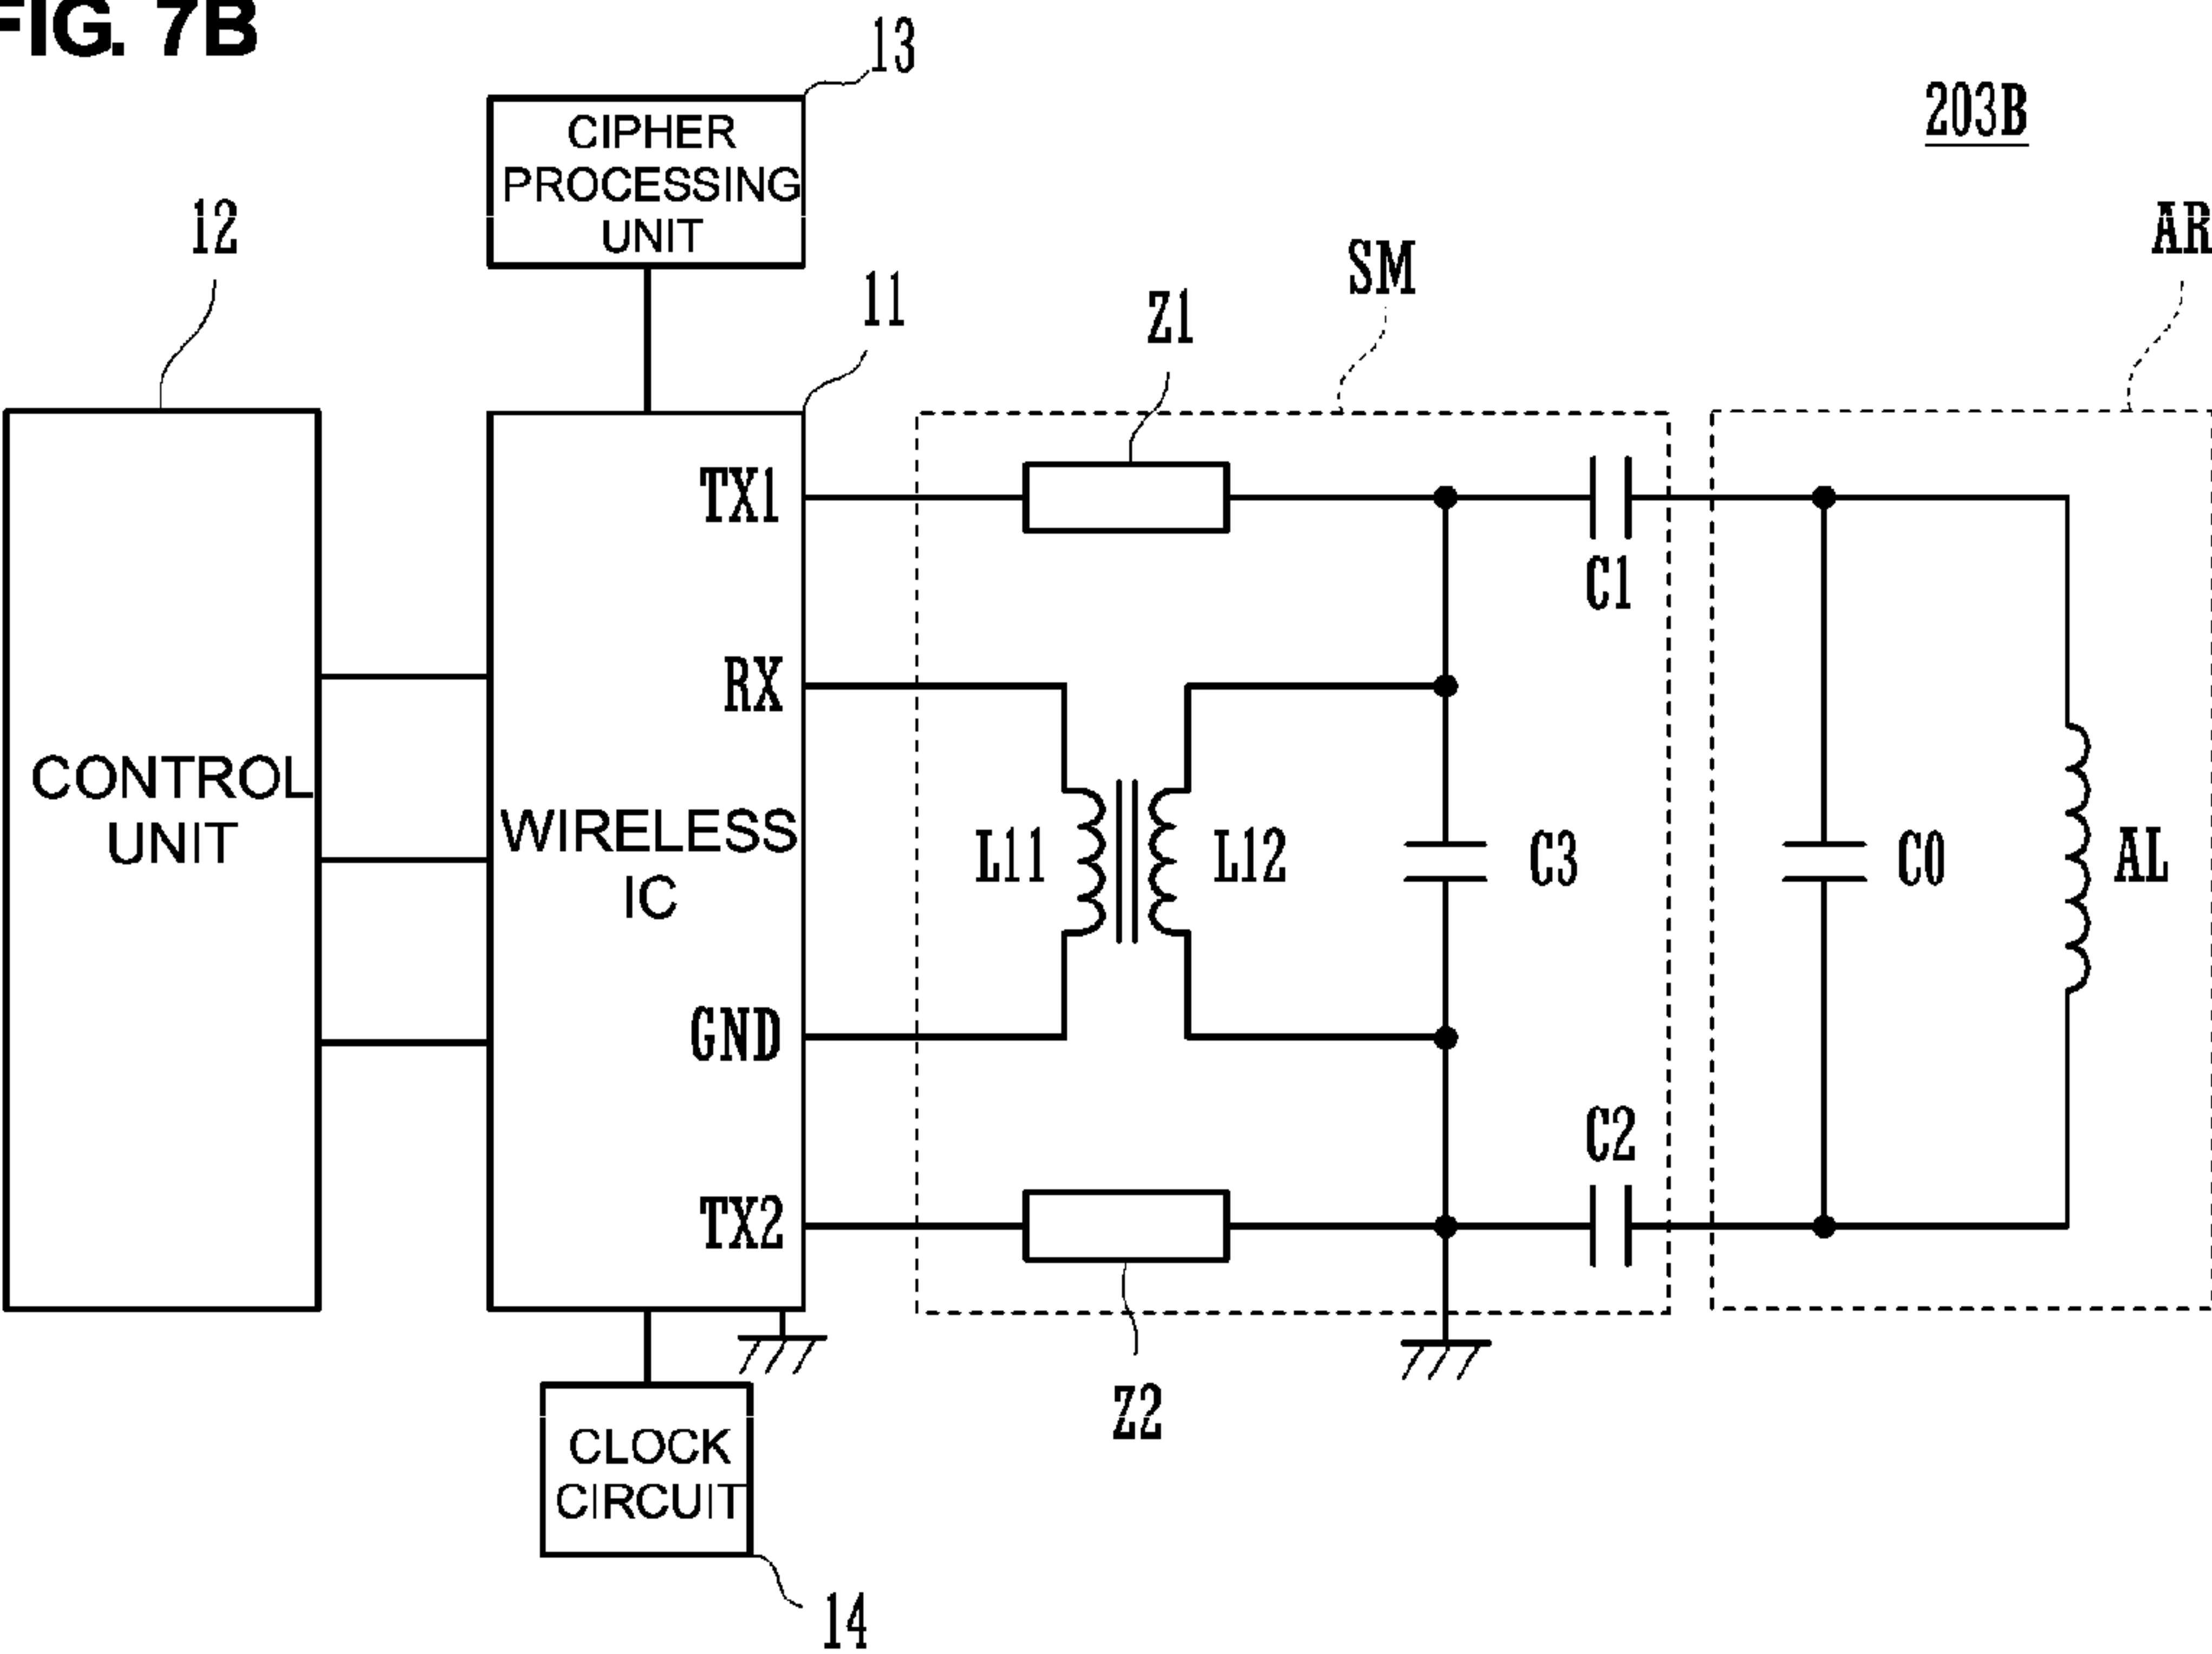 FIG. 7B
13
203B
CIPHER
PROCESSING
UNIT
12
11
SM
AR
Z1
TX1
C1
RX
CONTROL
UNIT
WIRELESS
IC
L11
L12
C3
C0
AL
GND
C2
TX2
Z2
CLOCK
CIRCUIT
14